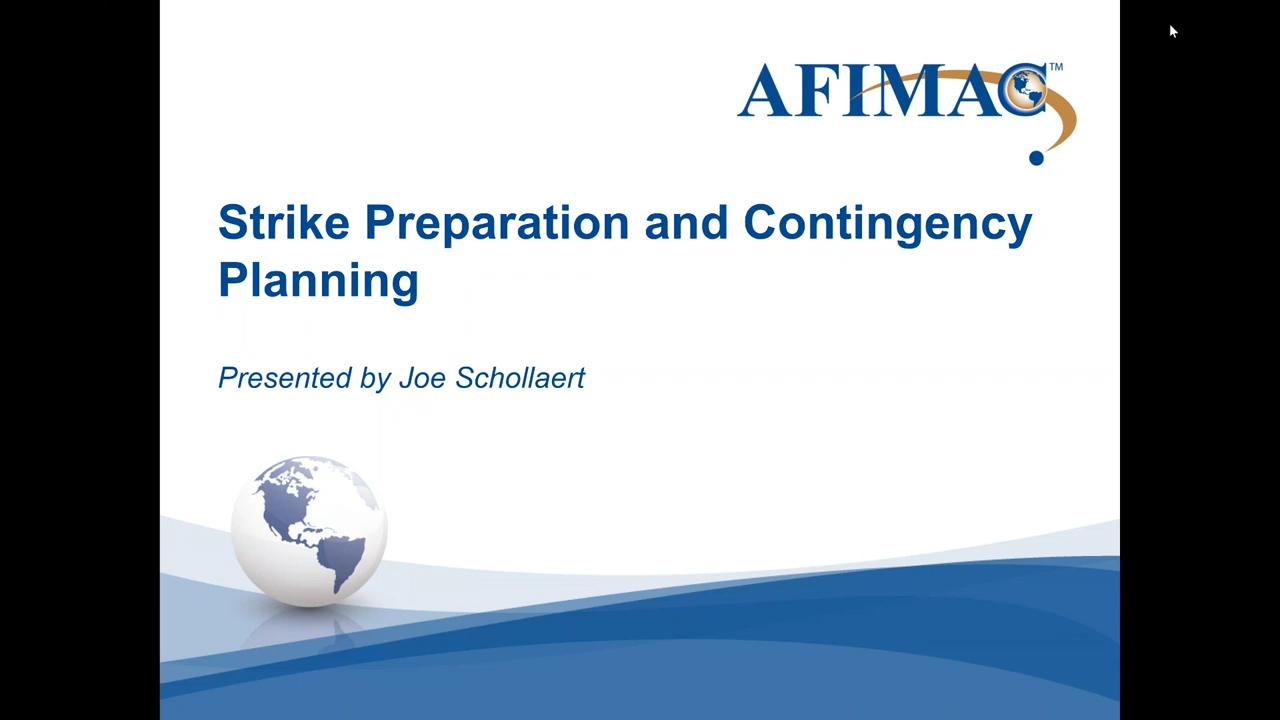 AFIMAC™
Strike Preparation and Contingency
Planning
Presented by Joe Schollaert